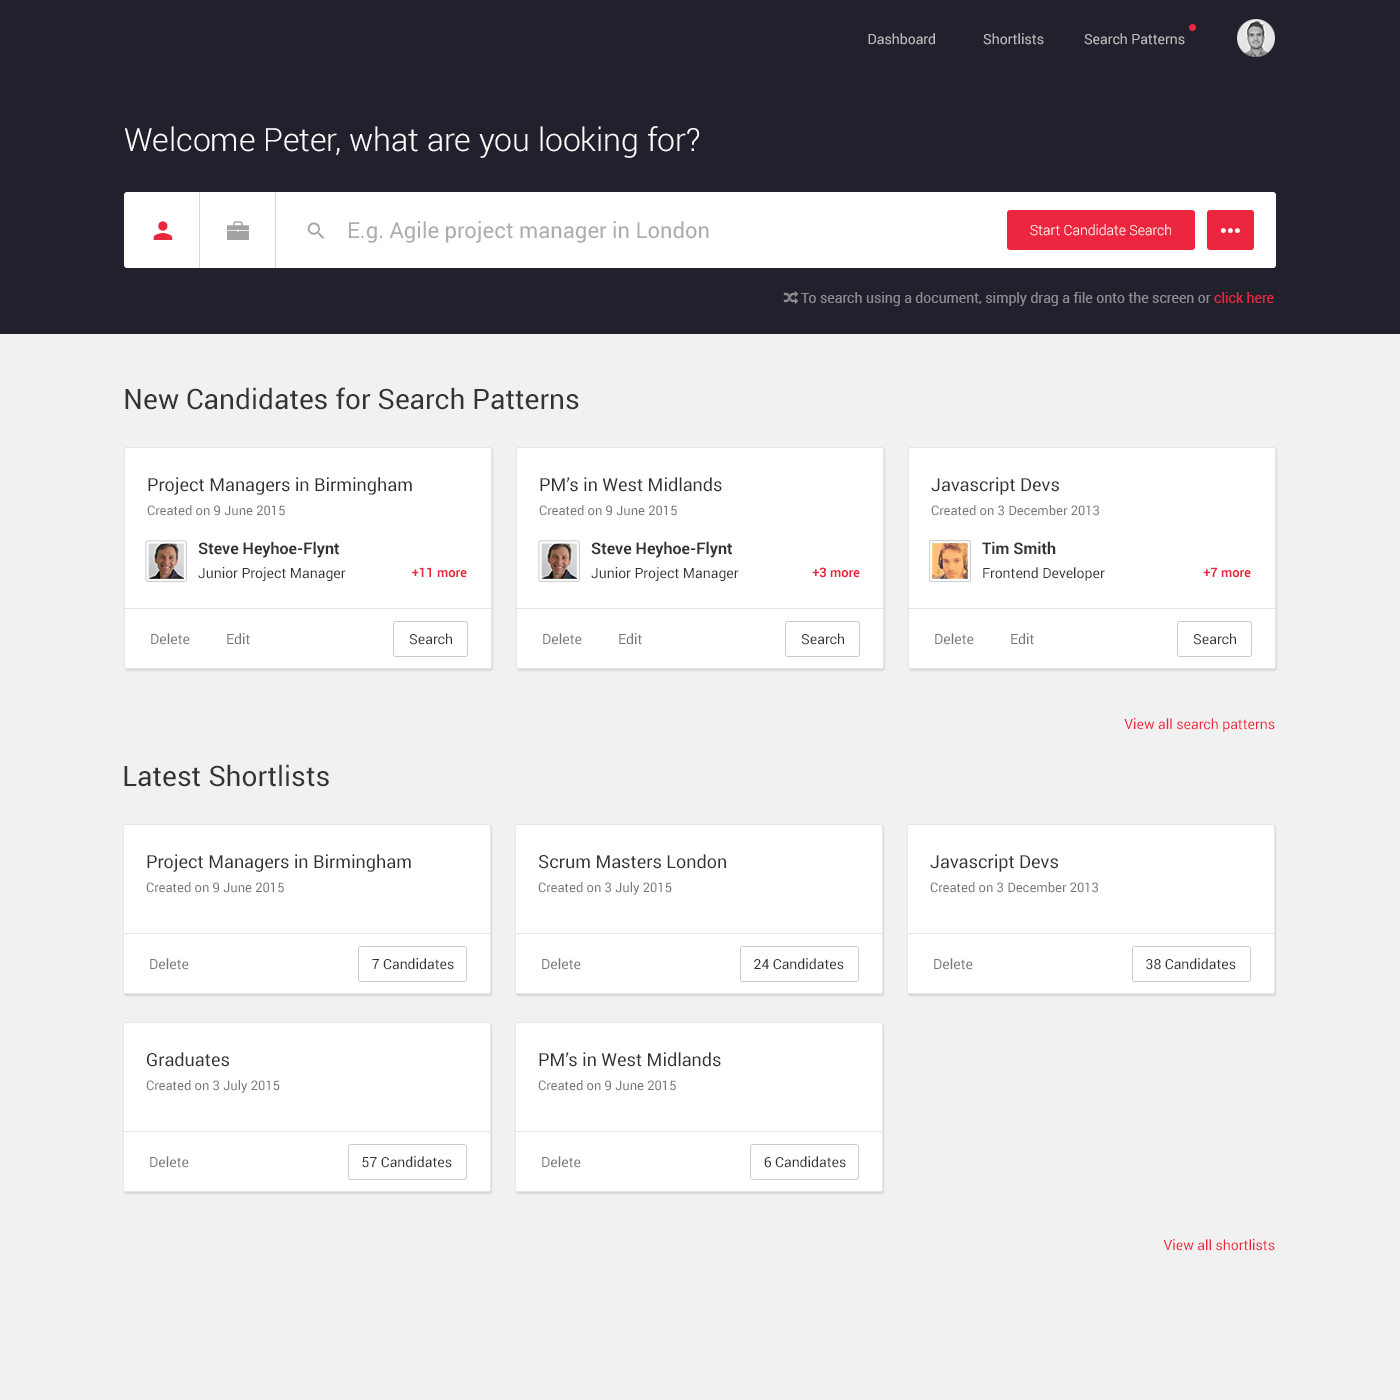 Dashboard
Shortlists
Search Patterns
Welcome Peter, what are you looking for?
E.g. Agile project manager in London
Start Candidate Search
To search using a document, simply drag a file onto the screen or click here
New Candidates for Search Patterns
Project Managers in Birmingham
Created on 9 June 2015
Steve Heyhoe-Flynt
Junior Project Manager
+11 more
Delete
Edit
Search
PM’s in West Midlands
Created on 9 June 2015
Steve Heyhoe-Flynt
Junior Project Manager
+3 more
Delete
Edit
Search
Javascript Devs
Created on 3 December 2013
Tim Smith
Frontend Developer
+7 more
Delete
Edit
Search
View all search patterns
Latest Shortlists
Project Managers in Birmingham
Created on 9 June 2015
Delete
7 Candidates
Scrum Masters London
Created on 3 July 2015
Delete
24 Candidates
Javascript Devs
Created on 3 December 2013
Delete
38 Candidates
Graduates
Created on 3 July 2015
Delete
57 Candidates
PM’s in West Midlands
Created on 9 June 2015
Delete
6 Candidates
View all shortlists